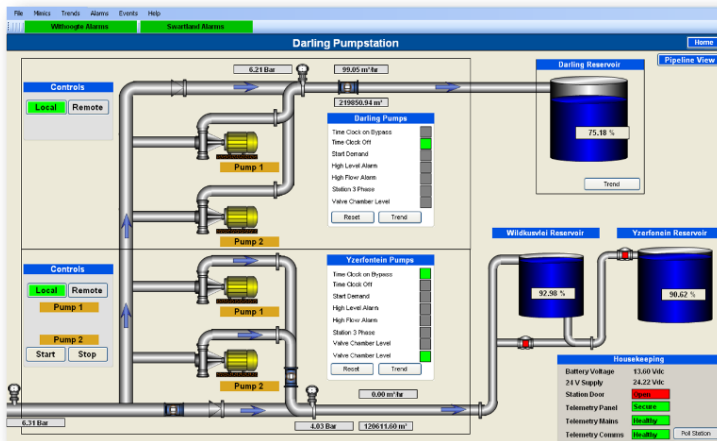 File Mimics Trends Alarms Events Help
Withoogte Alarms Swartland Alarms
Darling Pumpstation
Home
Pipeline View
Controls
Local Remote
6.21 Bar
99.05 m³/hr
219850.94 m³
Pump 1
Pump 2
Darling Pumps
Time Clock on Bypass
Time Clock Off
Start Demand
High Level Alarm
High Flow Alarm
Station 3 Phase
Valve Chamber Level
Reset Trend
Darling Reservoir
75.18 %
Trend
Controls
Local Remote
Pump 1
Pump 2
Start Stop
Pump 1
Pump 2
Yzerfontein Pumps
Time Clock on Bypass
Time Clock Off
Start Demand
High Level Alarm
High Flow Alarm
Station 3 Phase
Valve Chamber Level
Valve Chamber Level
Reset Trend
0.00 m³/hr
6.31 Bar
4.03 Bar
120611.60 m³
Wildkusvlei Reservoir
92.98 %
Yzerfenein Reservoir
90.62 %
Housekeeping
Battery Voltage 13.60 Vdc
24 V Supply 24.22 Vdc
Station Door Open
Telemetry Panel Secure
Telemetry Mains Healthy
Telemetry Comms Healthy
Poll Station